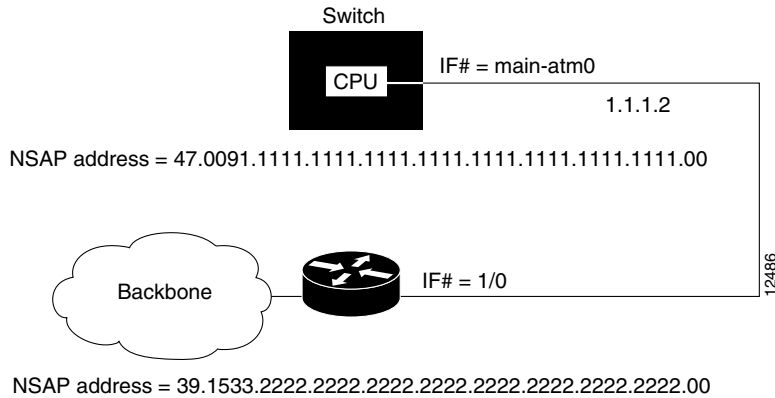 Switch
CPU
IF# = main-atm0
1.1.1.2
NSAP address = 47.0091.1111.1111.1111.1111.1111.1111.1111.1111.00
Backbone
IF# = 1/0
12486
NSAP address = 39.1533.2222.2222.2222.2222.2222.2222.2222.2222.00